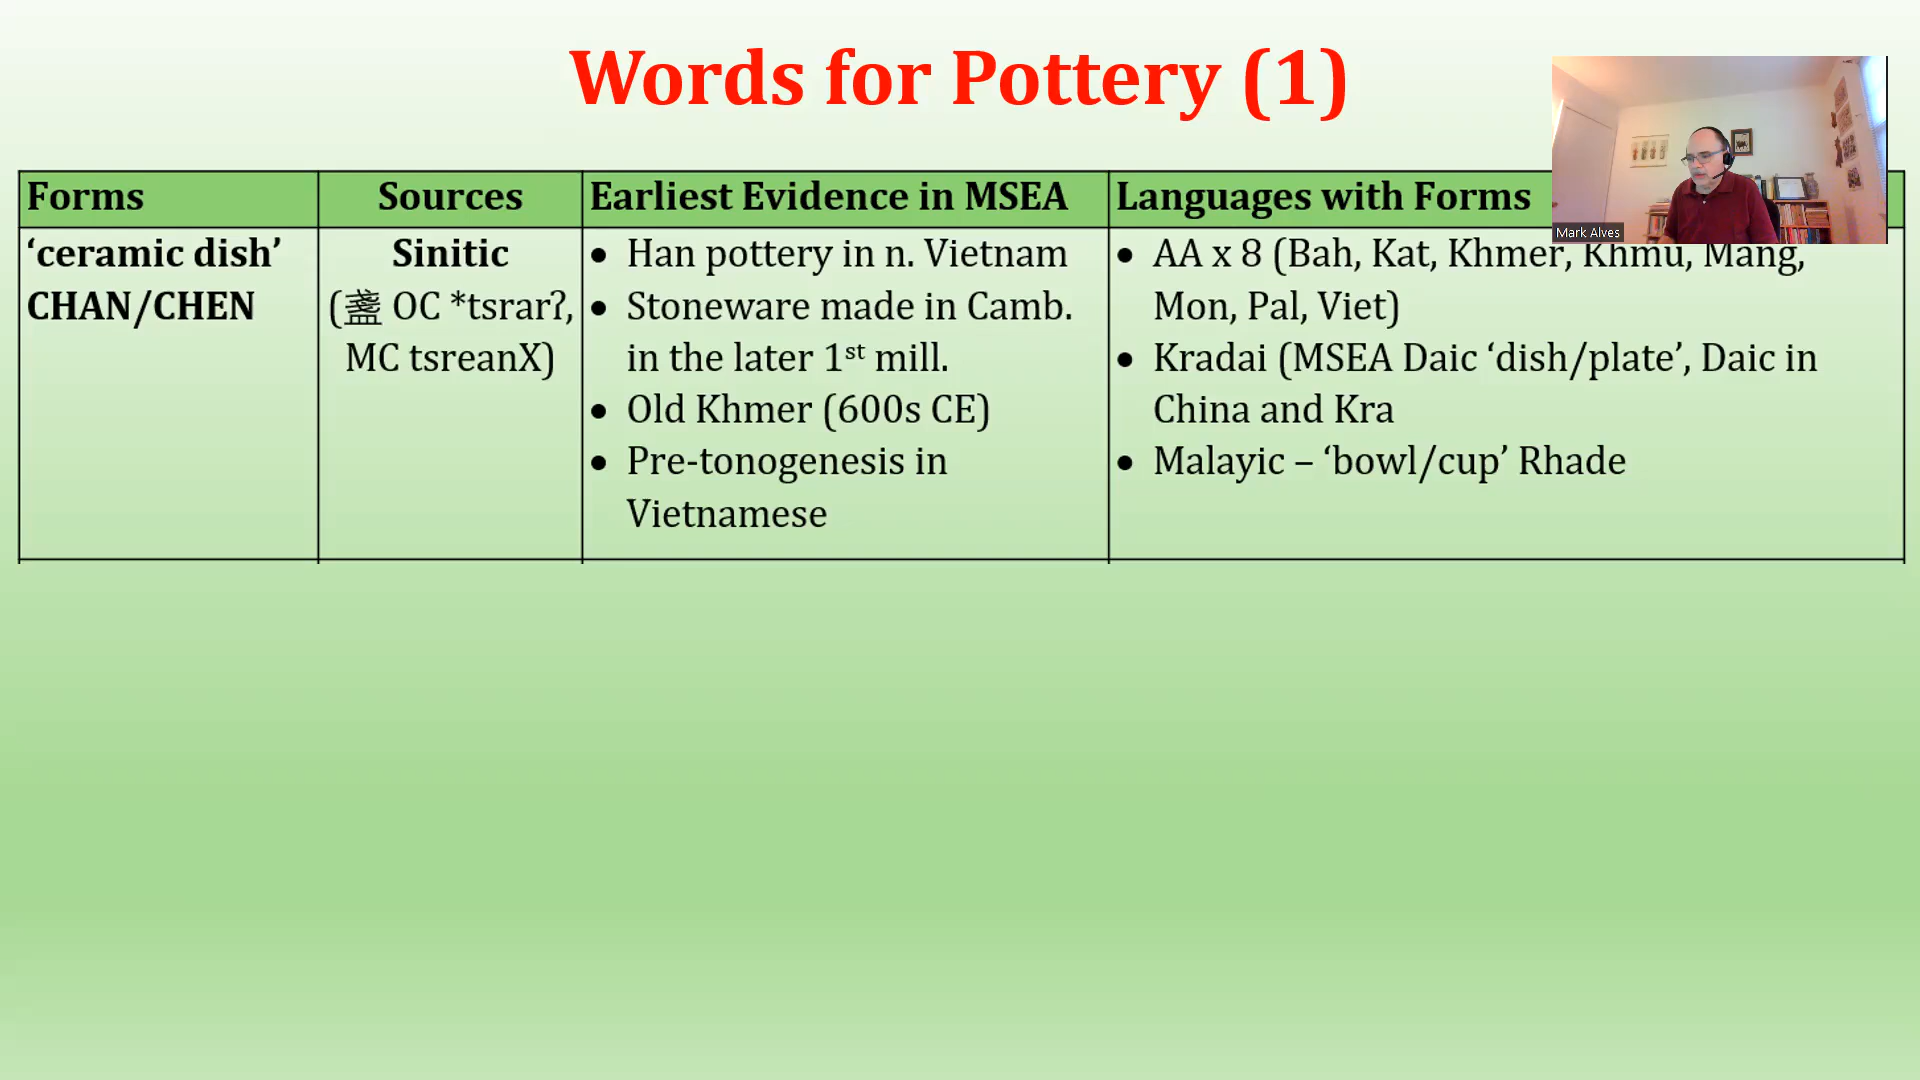 Words for Pottery (1)
Mark Alves
Forms
Sources
Earliest Evidence in MSEA
Languages with Forms
‘ceramic dish’
CHAN/CHEN
Sinitic
(盞 OC *tsrarʔ,
MC tsreanX)
• Han pottery in n. Vietnam
• Stoneware made in Camb.
in the later 1st mill.
• Old Khmer (600s CE)
• Pre-tonogenesis in
Vietnamese
• AA x 8 (Bah, Kat, Khmer, Khmu, Mang,
Mon, Pal, Viet)
• Kradai (MSEA Daic ‘dish/plate’, Daic in
China and Kra
• Malayic – ‘bowl/cup’ Rhade